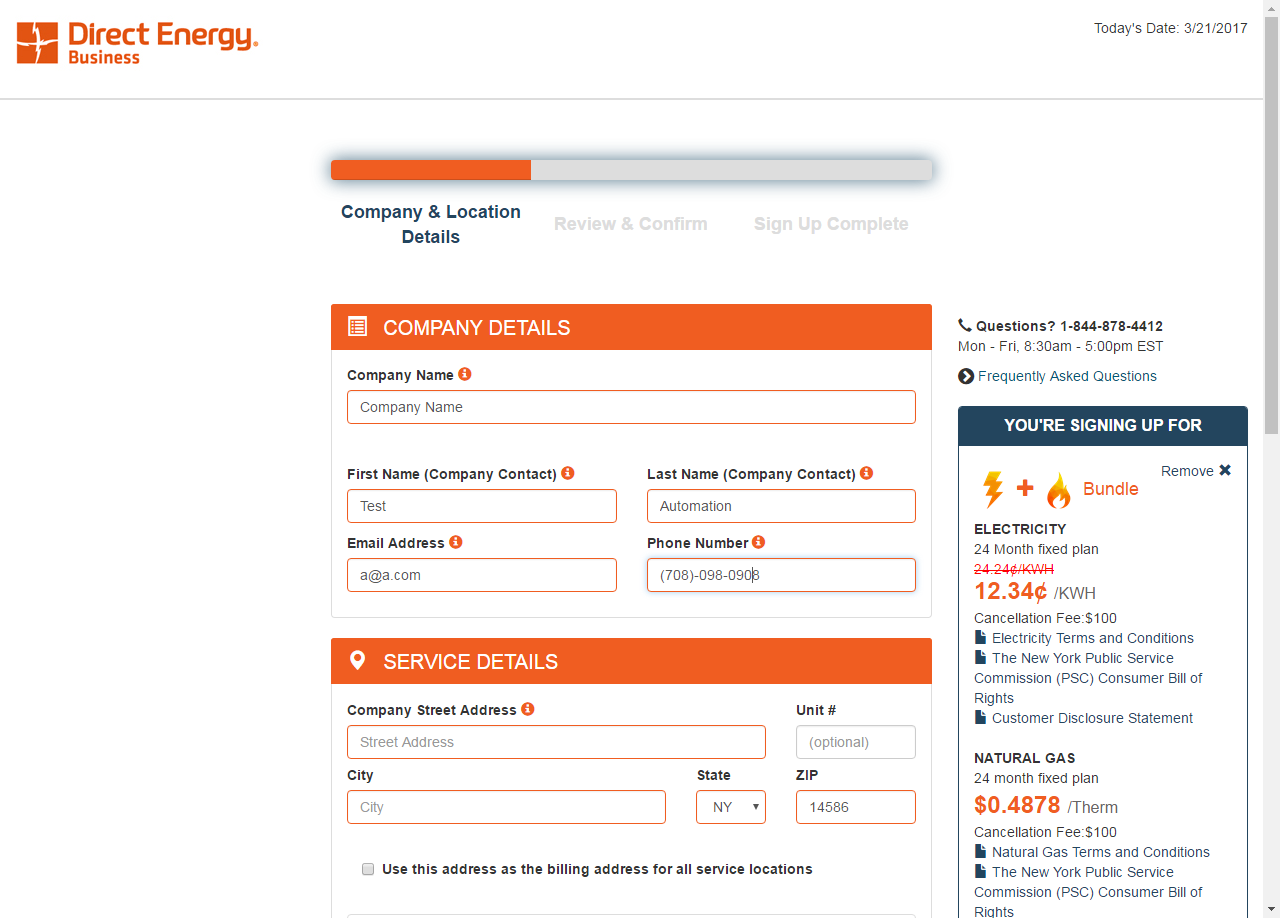 Direct Energy®
Business
Today's Date: 3/21/2017
Company & Location
Details
Review & Confirm
Sign Up Complete
COMPANY DETAILS
Company Name
Company Name
First Name (Company Contact)
Last Name (Company Contact)
Test
Automation
Email Address
Phone Number
a@a.com
(708)-098-0908
SERVICE DETAILS
Company Street Address
Unit #
Street Address
(optional)
City
State
ZIP
City
NY
14586
Use this address as the billing address for all service locations
Questions? 1-844-878-4412
Mon - Fri, 8:30am - 5:00pm EST
Frequently Asked Questions
YOU'RE SIGNING UP FOR
Remove
+ Bundle
ELECTRICITY
24 Month fixed plan
24.24¢/KWH
12.34¢ /KWH
Cancellation Fee:$100
Electricity Terms and Conditions
The New York Public Service
Commission (PSC) Consumer Bill of
Rights
Customer Disclosure Statement
NATURAL GAS
24 month fixed plan
$0.4878 /Therm
Cancellation Fee:$100
Natural Gas Terms and Conditions
The New York Public Service
Commission (PSC) Consumer Bill of
Rights